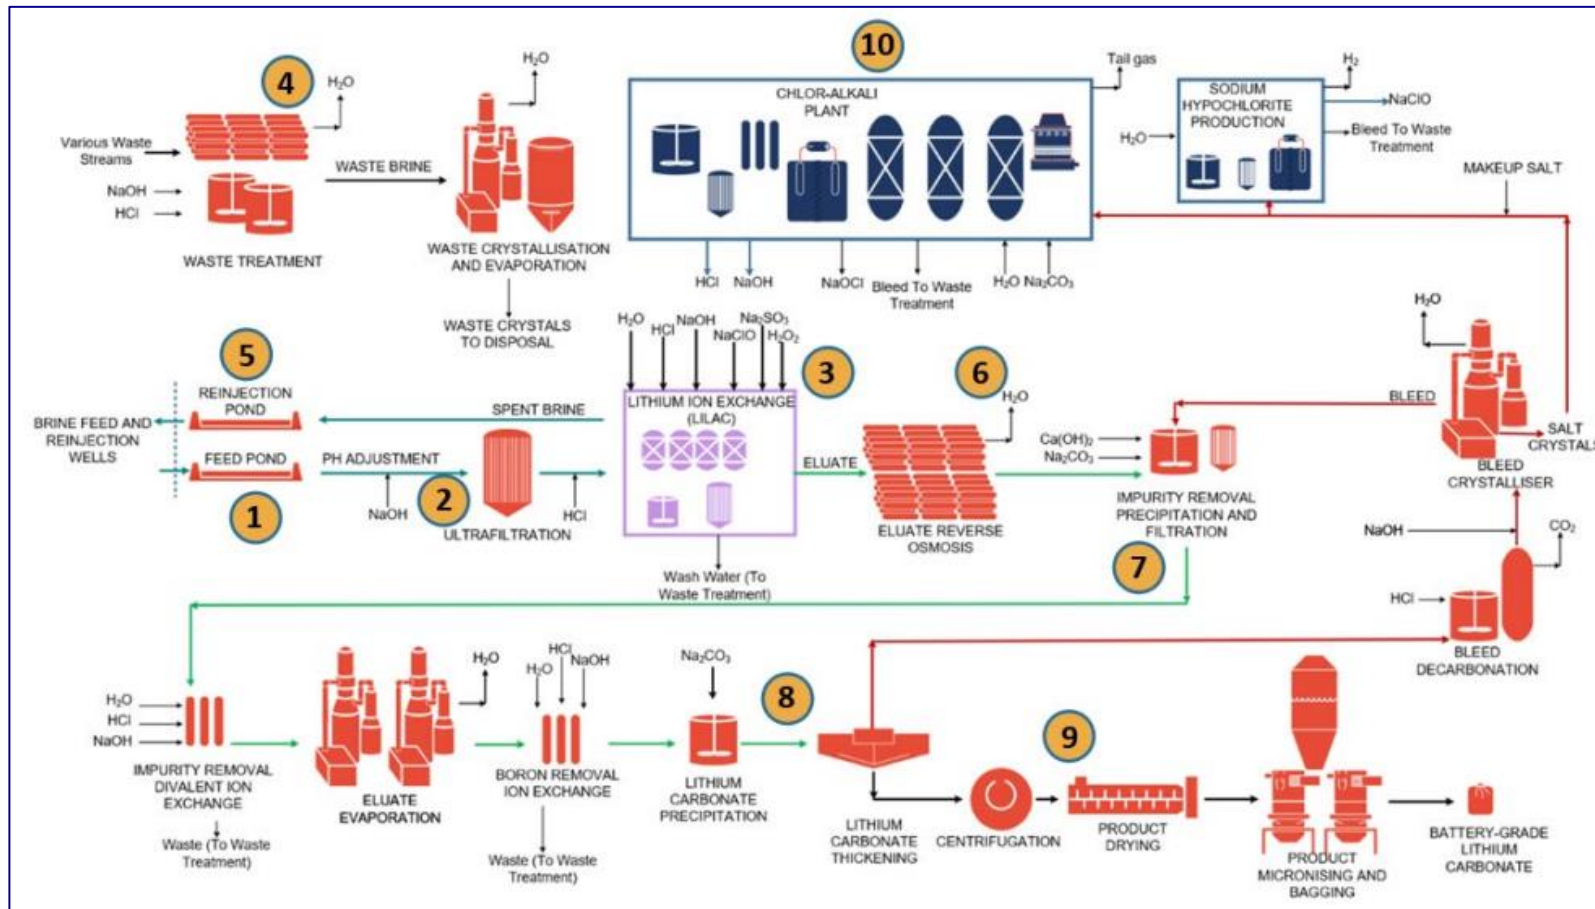 10
4
H₂O
Various Waste
Streams
NaOH
HCl
WASTE TREATMENT
WASTE BRINE
H₂O
WASTE CRYSTALLISATION
AND EVAPORATION
WASTE CRYSTALS
TO DISPOSAL
CHLOR-ALKALI
PLANT
Tail gas
HCl
NaOH
NaOCl
Bleed To Waste
Treatment
H₂O
Na₂CO₃
SODIUM
HYPOCHLORITE
PRODUCTION
H₂O
H₂
NaClO
Bleed To Waste
Treatment
MAKEUP SALT
5
REINJECTION
POND
BRINE FEED AND
REINJECTION
WELLS
FEED POND
1
SPENT BRINE
PH ADJUSTMENT
NaOH
2
ULTRAFILTRATION
HCl
H₂O
HCl
NaOH
NaClO
Na₂SO₃
H₂O₂
3
LITHIUM ION EXCHANGE
(LILAC)
Wash Water (To
Waste Treatment)
ELUATE
6
H₂O
ELUATE REVERSE
OSMOSIS
Ca(OH)₂
Na₂CO₃
IMPURITY REMOVAL
PRECIPITATION AND
FILTRATION
7
BLEED
H₂O
SALT
CRYSTALS
BLEED
CRYSTALLISER
NaOH
CO₂
HCl
BLEED
DECARBONATION
H₂O
HCl
NaOH
IMPURITY REMOVAL
DIVALENT ION
EXCHANGE
Waste (To Waste
Treatment)
H₂O
ELUATE
EVAPORATION
H₂O
HCl
NaOH
BORON REMOVAL
ION EXCHANGE
Waste (To Waste
Treatment)
Na₂CO₃
LITHIUM
CARBONATE
PRECIPITATION
8
LITHIUM
CARBONATE
THICKENING
CENTRIFUGATION
9
PRODUCT
DRYING
PRODUCT
MICRONISING AND
BAGGING
BATTERY-GRADE
LITHIUM
CARBONATE